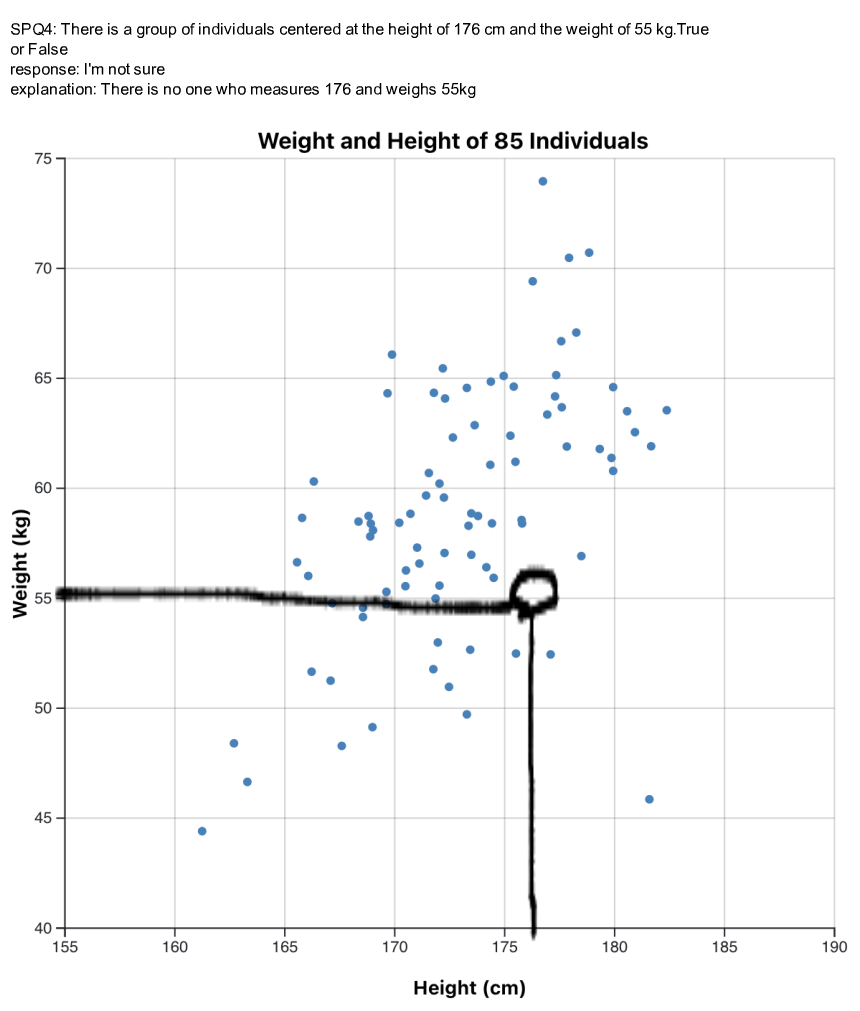 SPQ4: There is a group of individuals centered at the height of 176 cm and the weight of 55 kg.True
or False
response: I'm not sure
explanation: There is no one who measures 176 and weighs 55kg
Weight and Height of 85 Individuals
75
70
65
60
55
50
45
40
Weight (kg)
155 160 165 170 175 180 185 190
Height (cm)